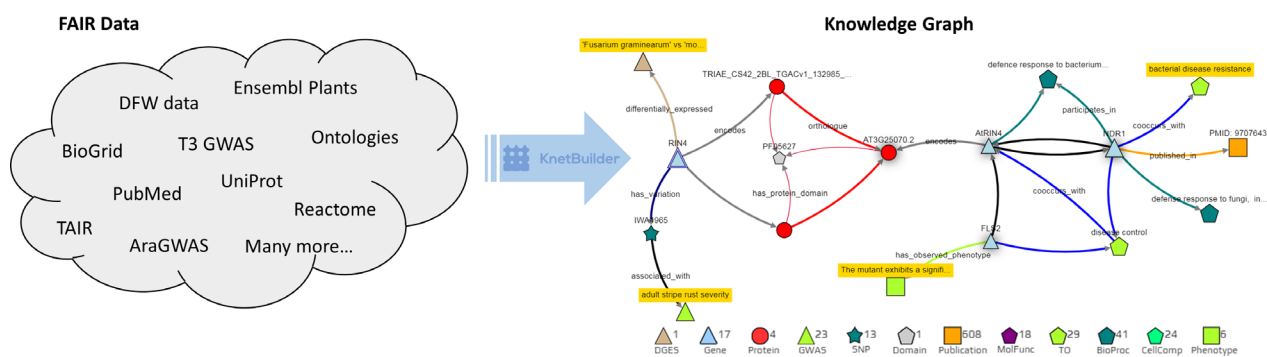 FAIR Data
Knowledge Graph
DFW data
Ensembl Plants
BioGrid
T3 GWAS
Ontologies
PubMed
UniProt
Reactome
TAIR
AraGWAS
Many more...
KnetBuilder
'Fusarium graminearum' vs 'mo...
TRIAE_CS42_2BL_TGACv1_132985_...
differentially_expressed
encodes
orthologue
RIN4
PF05627
AT3G25070.2
has_variation
has_protein_domain
IWA3965
associated_with
adult stripe rust severity
defence response to bacterium...
bacterial disease resistance
participates_in
cooccurs_with
PMID: 9707643
encodes
AtRIN4
NDR1
published_in
cooccurs_with
defense response to fungi, in...
FLS2
disease control
has_observed_phenotype
The mutant exhibits a signifi...
1 17 4 23 13 1 608 18 29 41 24 6
DGES Gene Protein GWAS SNP Domain Publication MolFunc TO BioProc CellComp Phenotype